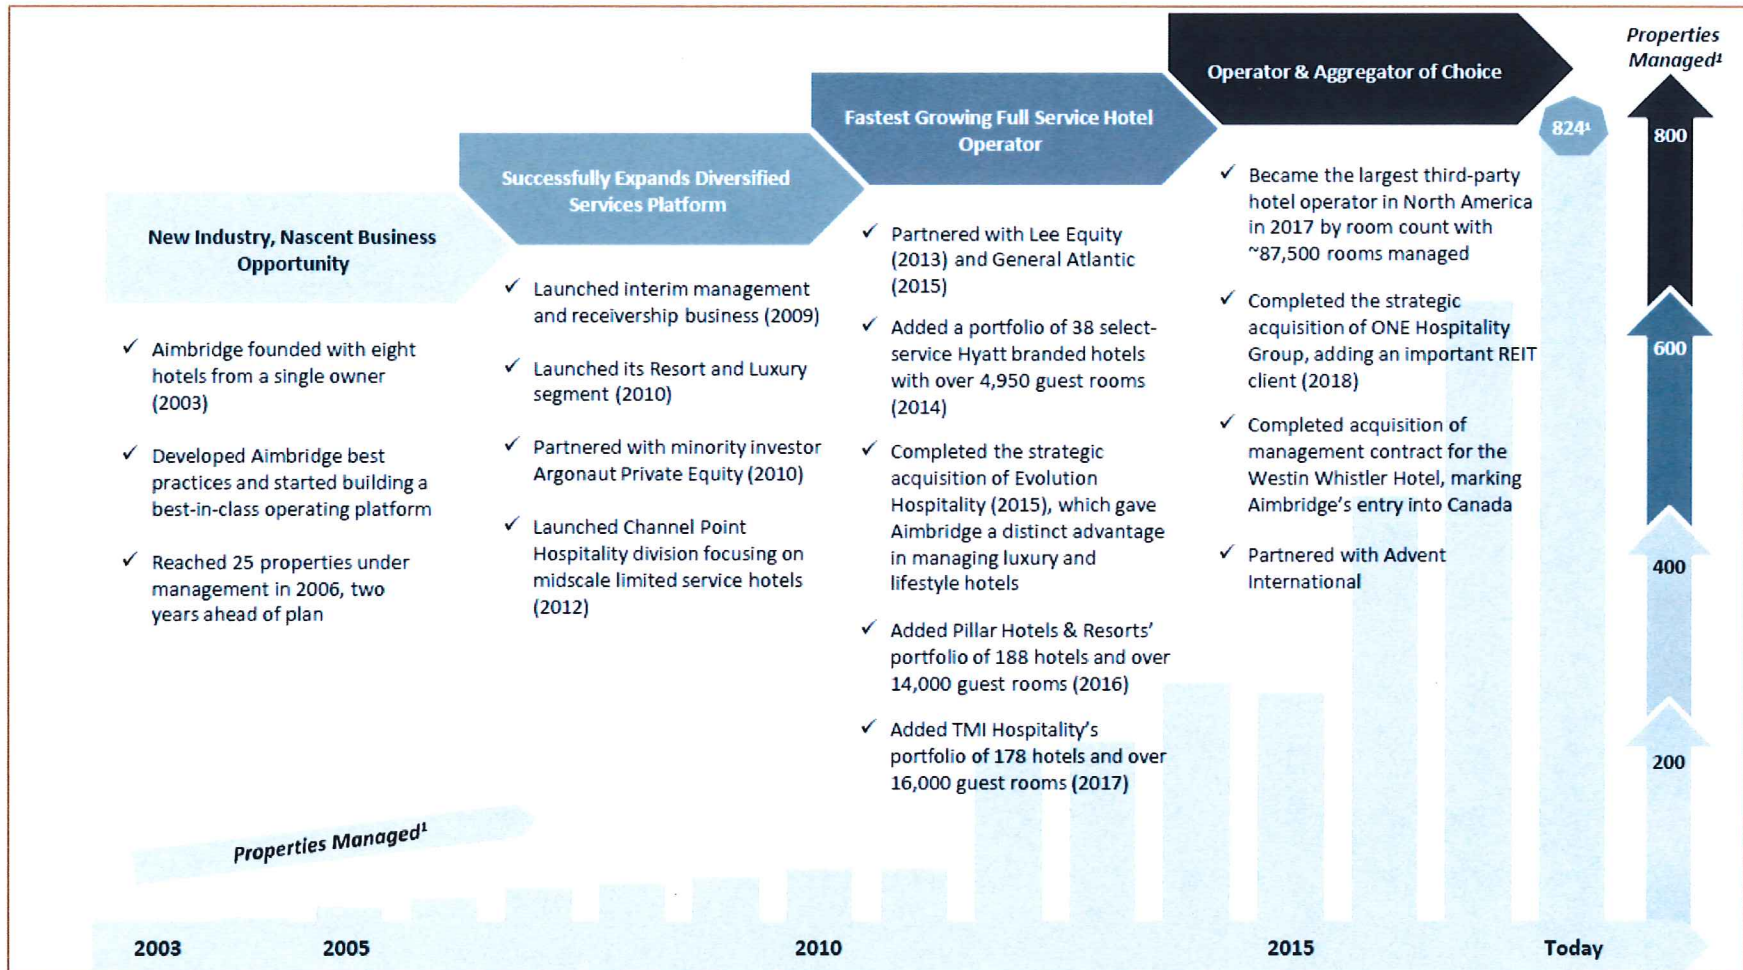 New Industry, Nascent Business
Opportunity
✓ Aimbridge founded with eight
hotels from a single owner
(2003)
✓ Developed Aimbridge best
practices and started building a
best-in-class operating platform
✓ Reached 25 properties under
management in 2006, two
years ahead of plan
Successfully Expands Diversified
Services Platform
✓ Launched interim management
and receivership business (2009)
✓ Launched its Resort and Luxury
segment (2010)
✓ Partnered with minority investor
Argonaut Private Equity (2010)
✓ Launched Channel Point
Hospitality division focusing on
midscale limited service hotels
(2012)
Fastest Growing Full Service Hotel
Operator
✓ Partnered with Lee Equity
(2013) and General Atlantic
(2015)
✓ Added a portfolio of 38 select-
service Hyatt branded hotels
with over 4,950 guest rooms
(2014)
✓ Completed the strategic
acquisition of Evolution
Hospitality (2015), which gave
Aimbridge a distinct advantage
in managing luxury and
lifestyle hotels
✓ Added Pillar Hotels & Resorts’
portfolio of 188 hotels and over
14,000 guest rooms (2016)
✓ Added TMI Hospitality’s
portfolio of 178 hotels and over
16,000 guest rooms (2017)
Operator & Aggregator of Choice
✓ Became the largest third-party
hotel operator in North America
in 2017 by room count with
~87,500 rooms managed
✓ Completed the strategic
acquisition of ONE Hospitality
Group, adding an important REIT
client (2018)
✓ Completed acquisition of
management contract for the
Westin Whistler Hotel, marking
Aimbridge’s entry into Canada
✓ Partnered with Advent
International
824¹
Properties
Managed¹
800
600
400
200
Properties Managed¹
2003 2005 2010 2015 Today